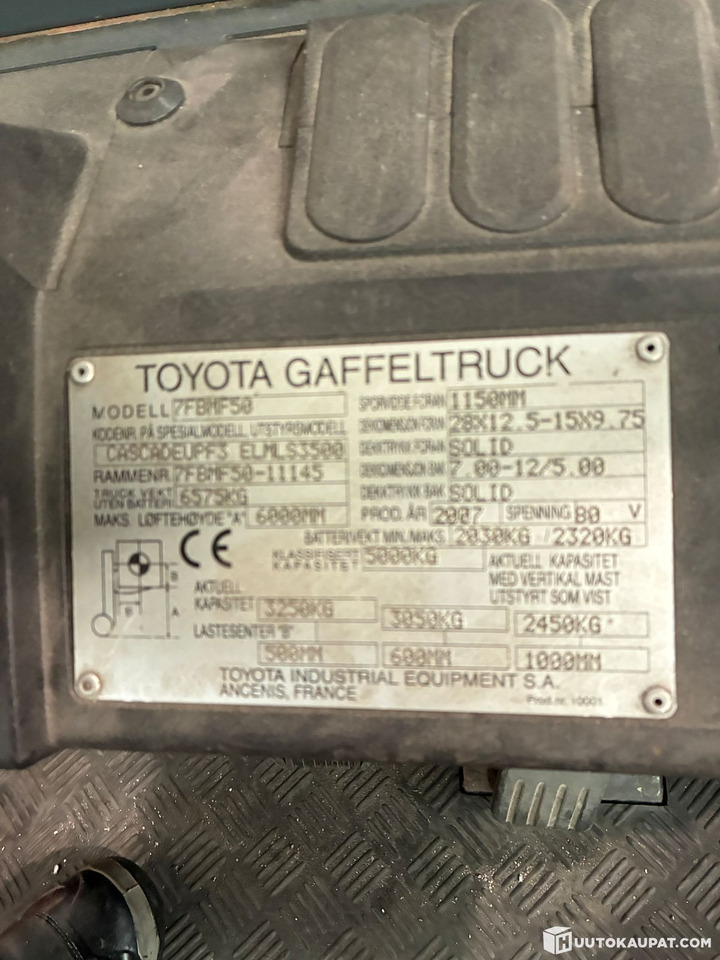 TOYOTA GAFFELTRUCK
MODELL 7FBMF50 SPORVIDDE FORAN 1150MM
KODENR. PÅ SPESIALMODELL, UTSTYRSMODELL DEKKDIMENSJON FORAN 28X12.5-15X9.75
CASCADEUPF3 ELMLS3500 DEKKTRYKK FORAN SOLID
RAMMENR. 7FBMF50-11145 DEKKDIMENSJON BAK 7.00-12/5.00
TRUCK VEKT UTEN BATTERI 6575KG DEKKTRYKK BAK SOLID
MAKS. LØFTEHØYDE "A" 6000MM PROD. ÅR 2007 SPENNING 80 V
BATTERIVEKT MIN./MAKS. 2030KG / 2320KG
CE
KLASSIFISERT KAPASITET 5000KG
AKTUELL KAPASITET
MED VERTIKAL MAST
UTSTYRT SOM VIST
B
A
B
AKTUELL
KAPASITET 3250KG 3050KG 2450KG
LASTESENTER "B"
500MM 600MM 1000MM
TOYOTA INDUSTRIAL EQUIPMENT S.A.
ANCENIS, FRANCE
Prod.nr. 10001
HUUTOKAUPAT.COM